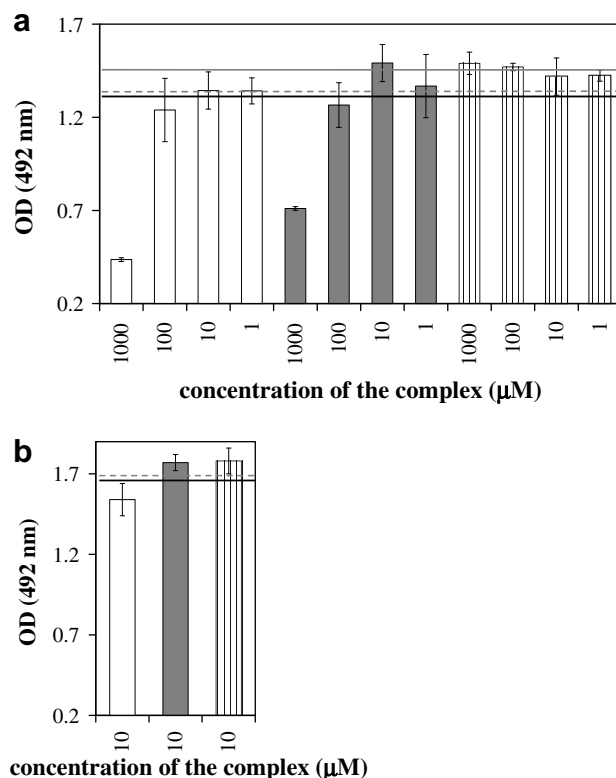 a
1.7
1.2
0.7
0.2
OD (492 nm)
1000 100 10 1 1000 100 10 1 1000 100 10 1
concentration of the complex (μM)
b
1.7
1.2
0.7
0.2
OD (492 nm)
10 10 10
concentration of the complex (μM)